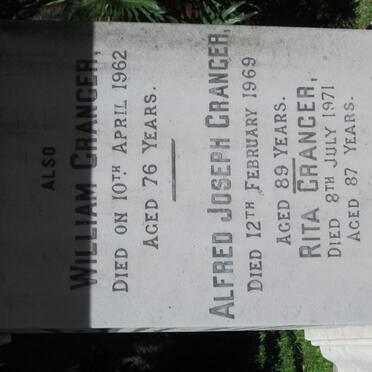 ALSO
WILLIAM GRANGER,
DIED ON 10TH APRIL 1962
AGED 76 YEARS.
ALFRED JOSEPH GRANGER,
DIED 12TH FEBRUARY 1969
AGED 89 YEARS.
RITA GRANGER,
DIED 8TH JULY 1971
AGED 87 YEARS.